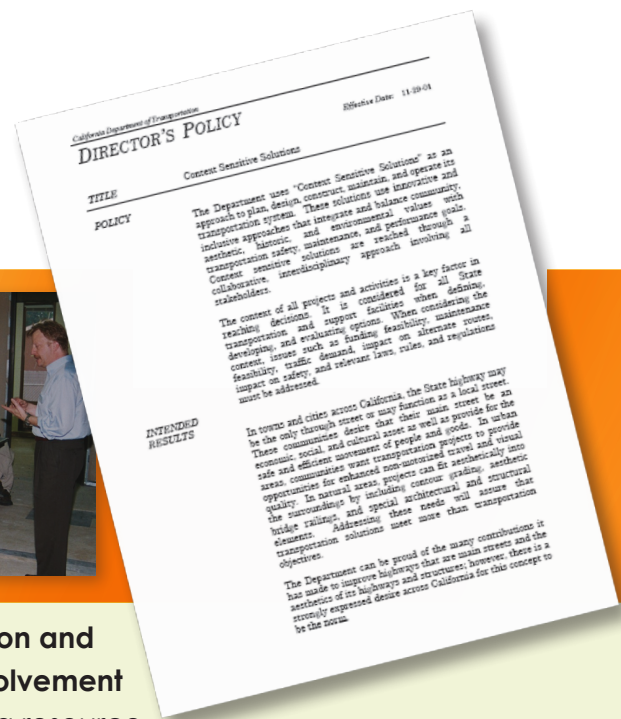 California Department of Transportation
DIRECTOR'S POLICY
Effective Date: 11-29-01
TITLE
Context Sensitive Solutions
POLICY
The Department uses "Context Sensitive Solutions" as an
approach to plan, design, construct, maintain, and operate its
transportation system. These solutions use innovative and
inclusive approaches that integrate and balance community,
aesthetic, historic, and environmental values with
transportation safety, maintenance, and performance goals.
Context sensitive solutions are reached through a
collaborative, interdisciplinary approach involving all
stakeholders.
The context of all projects and activities is a key factor in
reaching decisions. It is considered for all State
transportation and support facilities when defining,
developing, and evaluating options. When considering the
context, issues such as funding feasibility, maintenance
feasibility, traffic demand, impact on alternate routes,
impact on safety, and relevant laws, rules, and regulations
must be addressed.
INTENDED
RESULTS
In towns and cities across California, the State highway may
be the only through street or may function as a local street.
These communities desire that their main street be an
economic, social, and cultural asset as well as provide for the
safe and efficient movement of people and goods. In urban
areas, communities want transportation projects to provide
opportunities for enhanced non-motorized travel and visual
quality. In natural areas, projects can fit aesthetically into
the surroundings by including contour grading, aesthetic
bridge railings, and special architectural and structural
elements. Addressing these needs will assure that
transportation solutions meet more than transportation
objectives.
The Department can be proud of the many contributions it
has made to improve highways that are main streets and the
aesthetics of its highways and structures; however, there is a
strongly expressed desire across California for this concept to
be the norm.
on and
olvement